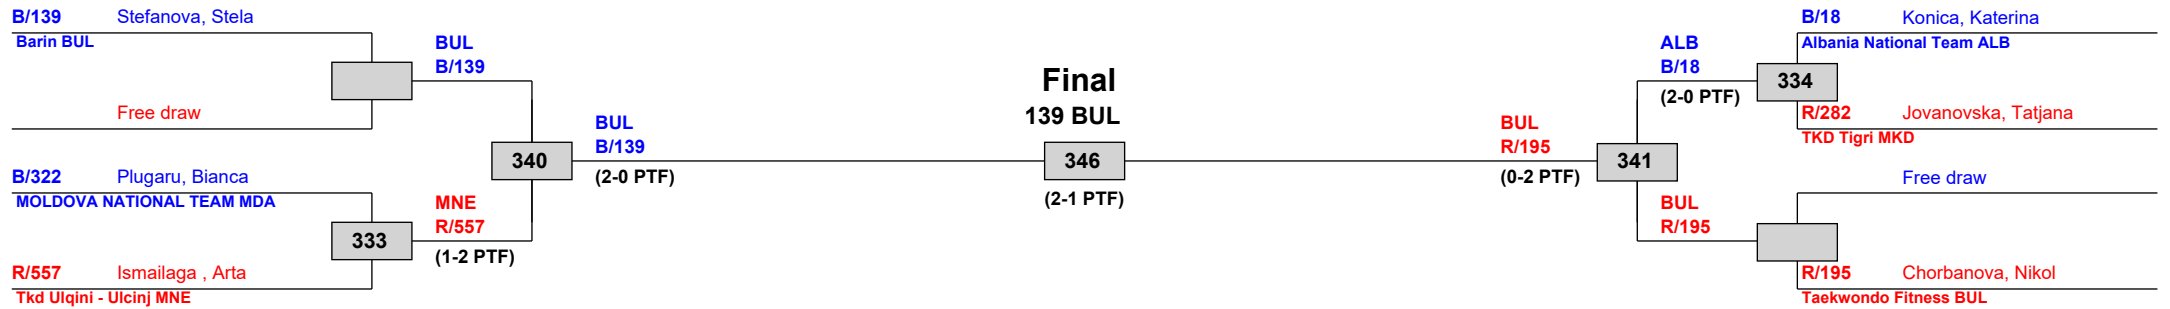 B/139 Stefanova, Stela
Barin BUL
Free draw
BUL
B/139
B/322 Plugaru, Bianca
MOLDOVA NATIONAL TEAM MDA
333
R/557 Ismailaga , Arta
Tkd Ulqini - Ulcinj MNE
MNE
R/557
(1-2 PTF)
340
BUL
B/139
(2-0 PTF)
Final
139 BUL
346
(2-1 PTF)
BUL
R/195
(0-2 PTF)
341
ALB
B/18
(2-0 PTF)
334
B/18 Konica, Katerina
Albania National Team ALB
R/282 Jovanovska, Tatjana
TKD Tigri MKD
Free draw
BUL
R/195
R/195 Chorbanova, Nikol
Taekwondo Fitness BUL